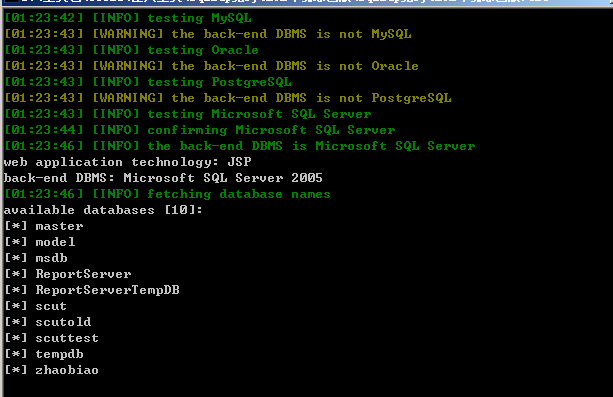 [01:23:42] [INFO] testing MySQL
[01:23:43] [WARNING] the back-end DBMS is not MySQL
[01:23:43] [INFO] testing Oracle
[01:23:43] [WARNING] the back-end DBMS is not Oracle
[01:23:43] [INFO] testing PostgreSQL
[01:23:43] [WARNING] the back-end DBMS is not PostgreSQL
[01:23:43] [INFO] testing Microsoft SQL Server
[01:23:44] [INFO] confirming Microsoft SQL Server
[01:23:46] [INFO] the back-end DBMS is Microsoft SQL Server
web application technology: JSP
back-end DBMS: Microsoft SQL Server 2005
[01:23:46] [INFO] fetching database names
available databases [10]:
[*] master
[*] model
[*] msdb
[*] ReportServer
[*] ReportServerTempDB
[*] scut
[*] scutold
[*] scuttest
[*] tempdb
[*] zhaobiao